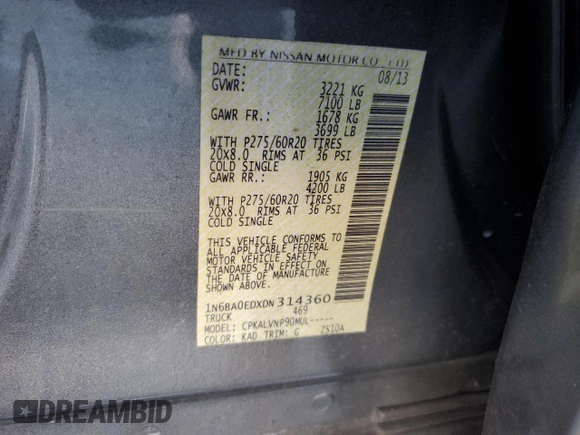 MFD BY NISSAN MOTOR CO., LTD
DATE: 08/13
GVWR: 3221 KG
7100 LB
GAWR FR.: 1678 KG
3699 LB
WITH P275/60R20 TIRES
20X8.0 RIMS AT 36 PSI
COLD SINGLE
GAWR RR.: 1905 KG
4200 LB
WITH P275/60R20 TIRES
20X8.0 RIMS AT 36 PSI
COLD SINGLE
THIS VEHICLE CONFORMS TO
ALL APPLICABLE FEDERAL
MOTOR VEHICLE SAFETY
STANDARDS IN EFFECT ON
THE DATE OF MANUFACTURE
SHOWN ABOVE.
1N6BA0EDXDN314360
TRUCK 469
MODEL: CPKALVNP90MUL-----
COLOR: KAD TRIM: G ZS10A
DREAMBID